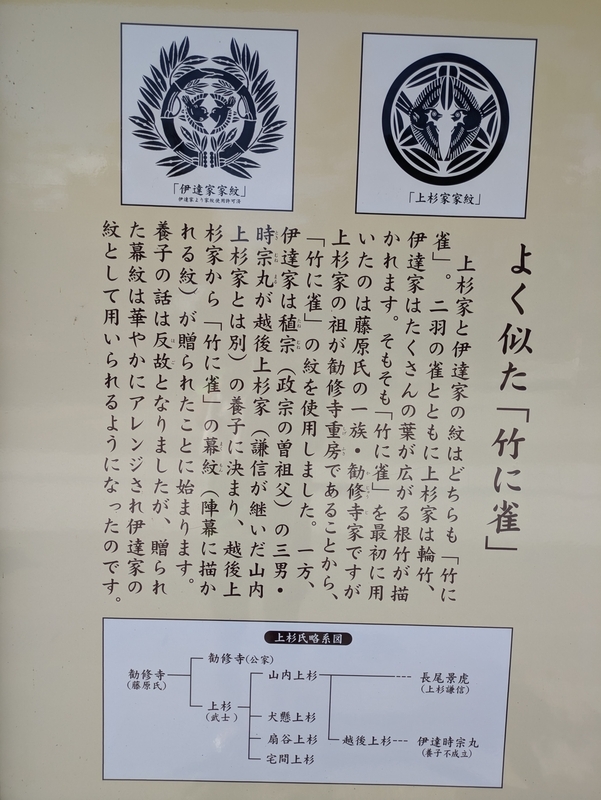 「上杉家家紋」
「伊達家家紋」
伊達家より家紋使用許可済
よく似た「竹に雀」
上杉家と伊達家の紋はどちらも「竹に
雀」。二羽の雀とともに上杉家は輪竹、
伊達家はたくさんの葉が広がる根竹が描
かれます。そもそも「竹に雀」を最初に用
いたのは藤原氏の一族・勧修寺家ですが
上杉家の祖が勧修寺重房であることから、
「竹に雀」の紋を使用しました。一方、
伊達家は稙宗（政宗の曽祖父）の三男・
時宗丸が越後上杉家（謙信が継いだ山内
上杉家とは別）の養子に決まり、越後上
杉家から「竹に雀」の幕紋（陣幕に描か
れる紋）が贈られたことに始まります。
養子の話は反故となりましたが、贈られ
た幕紋は華やかにアレンジされ伊達家の
紋として用いられるようになったのです。
上杉氏略系図
勧修寺
(藤原氏)
勧修寺(公家)
上杉
(武士)
山内上杉
犬懸上杉
扇谷上杉
宅間上杉
越後上杉
長尾景虎
(上杉謙信)
伊達時宗丸
(養子不成立)